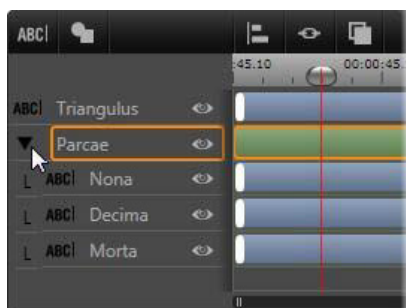 ABC
:45.10 00:00:45.
ABC Triangulus
Parcae
ABC Nona
ABC Decima
ABC Morta